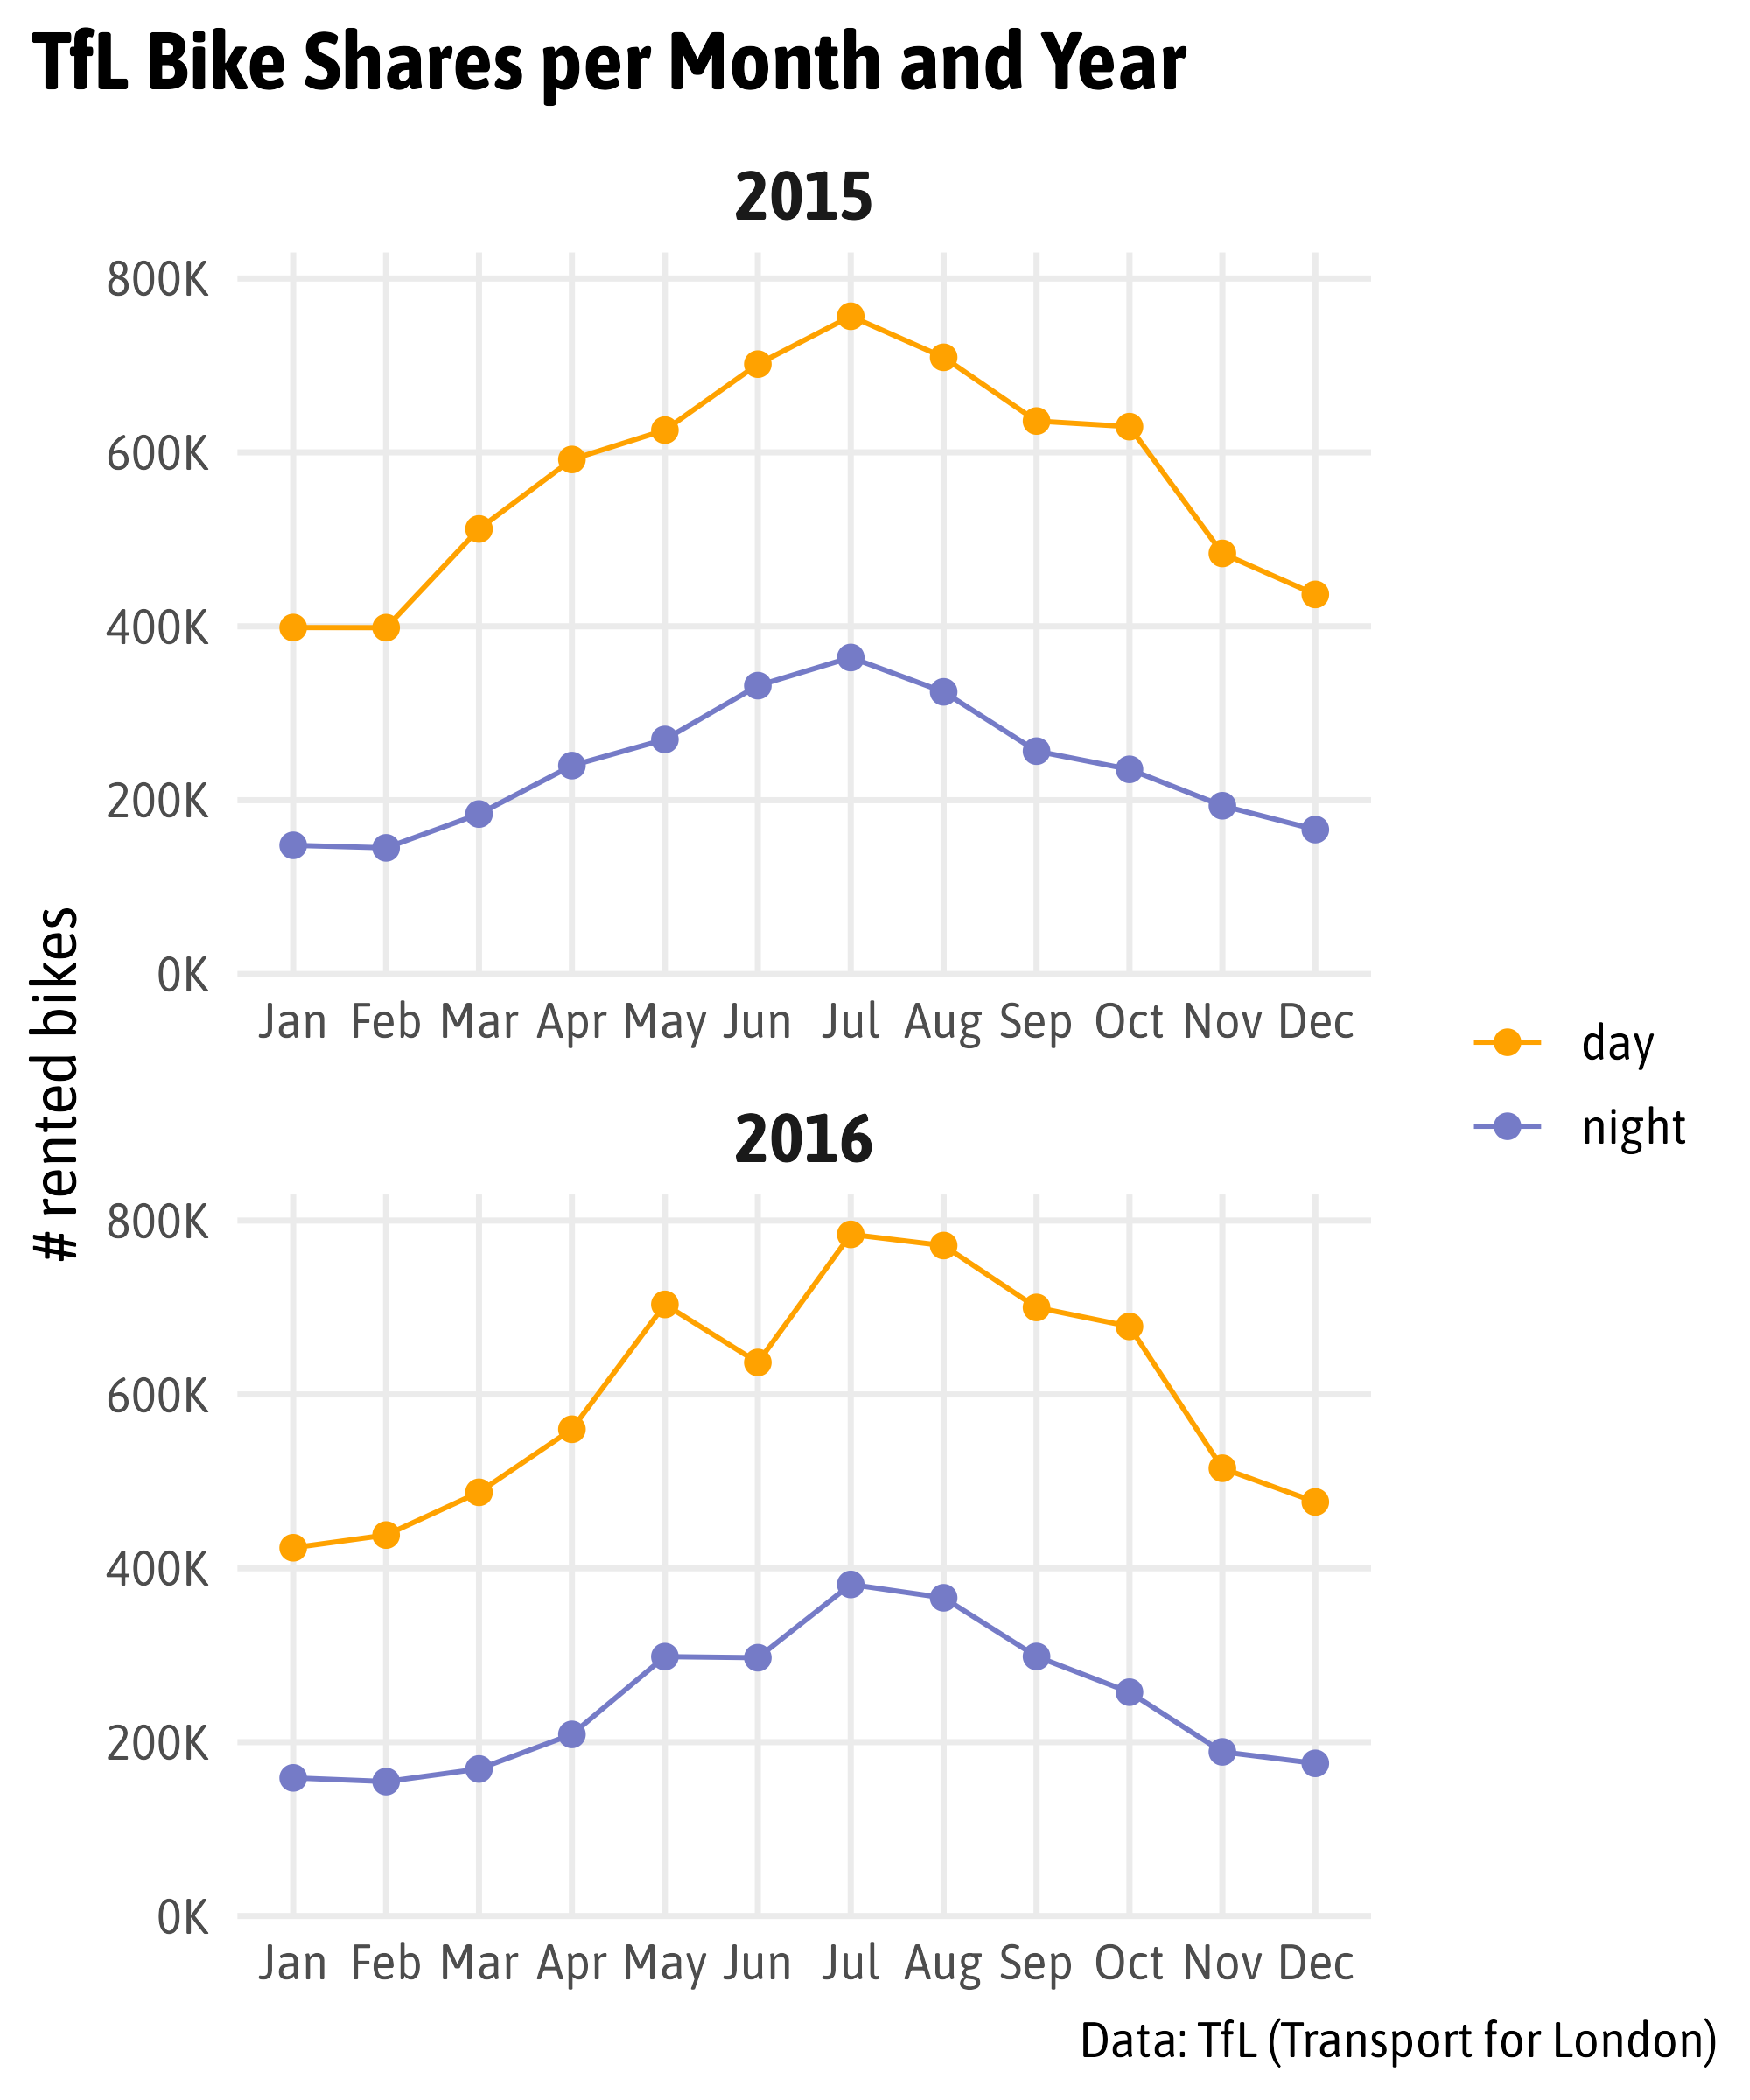 TfL Bike Shares per Month and Year
2015
800K
600K
400K
200K
0K
Jan Feb Mar Apr May Jun Jul Aug Sep Oct Nov Dec
# rented bikes
day
night
2016
800K
600K
400K
200K
0K
Jan Feb Mar Apr May Jun Jul Aug Sep Oct Nov Dec
Data: TfL (Transport for London)